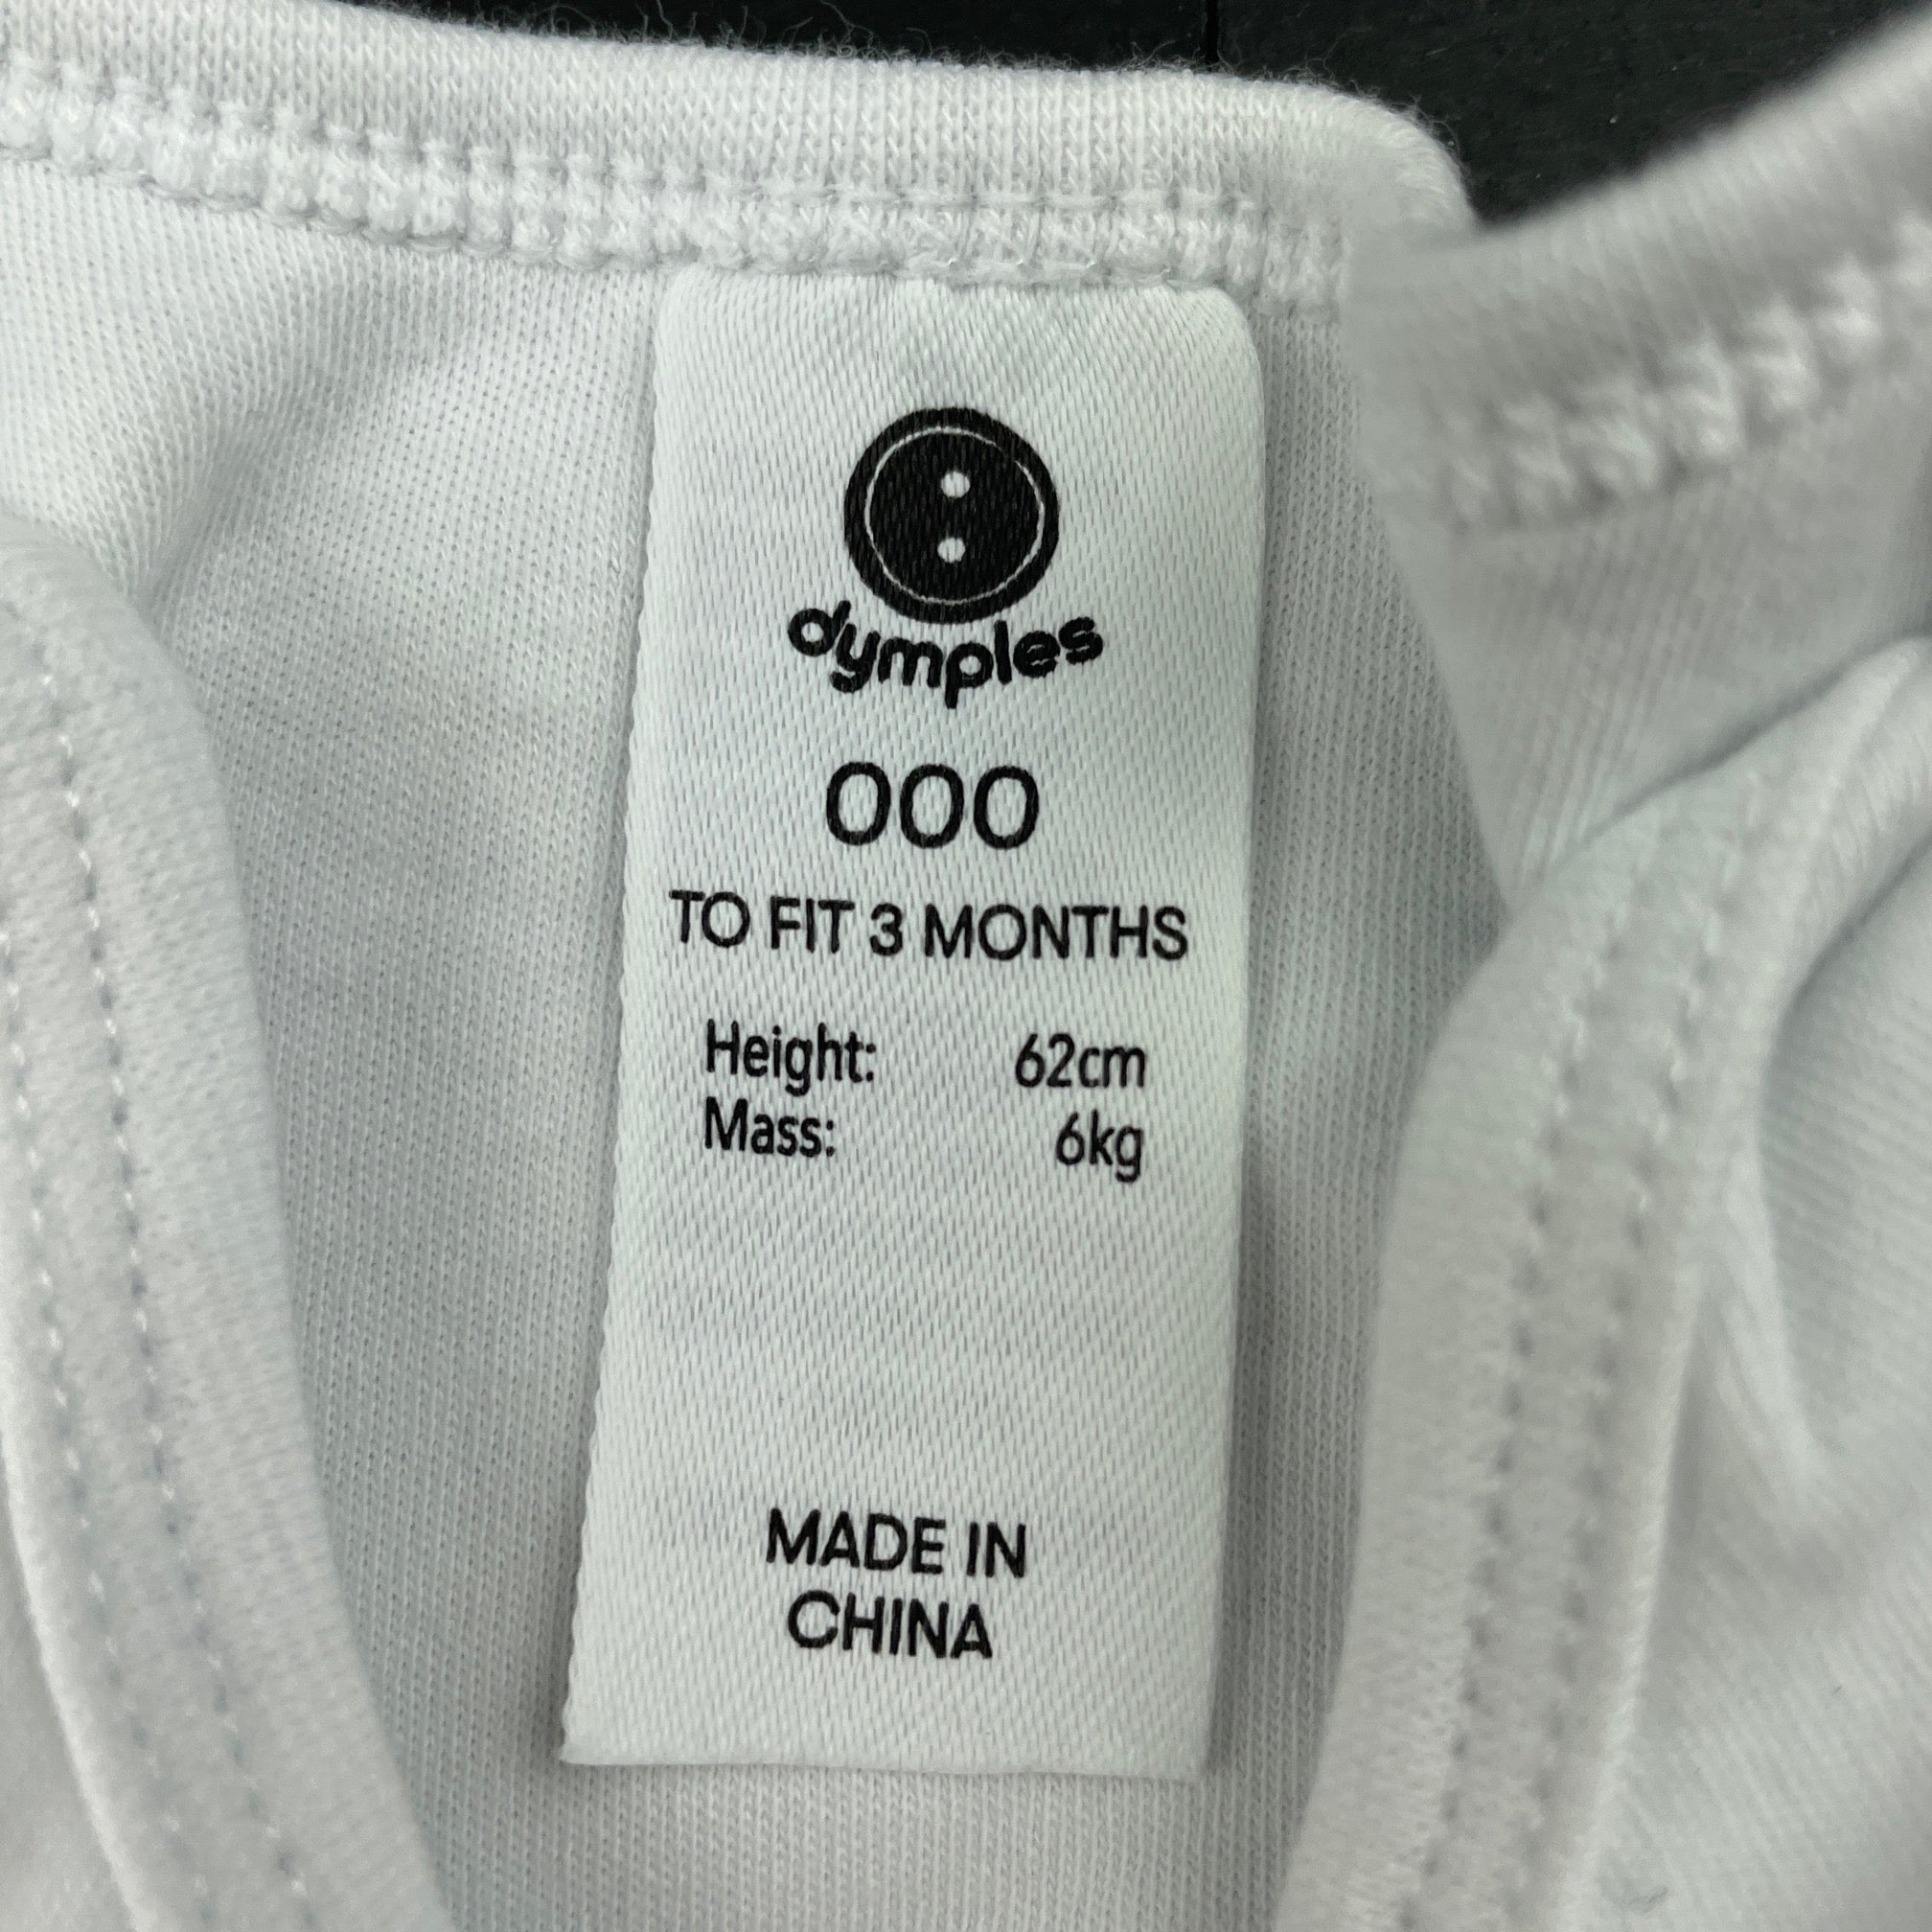 dymples
000
TO FIT 3 MONTHS
Height: 62cm
Mass: 6kg
MADE IN
CHINA